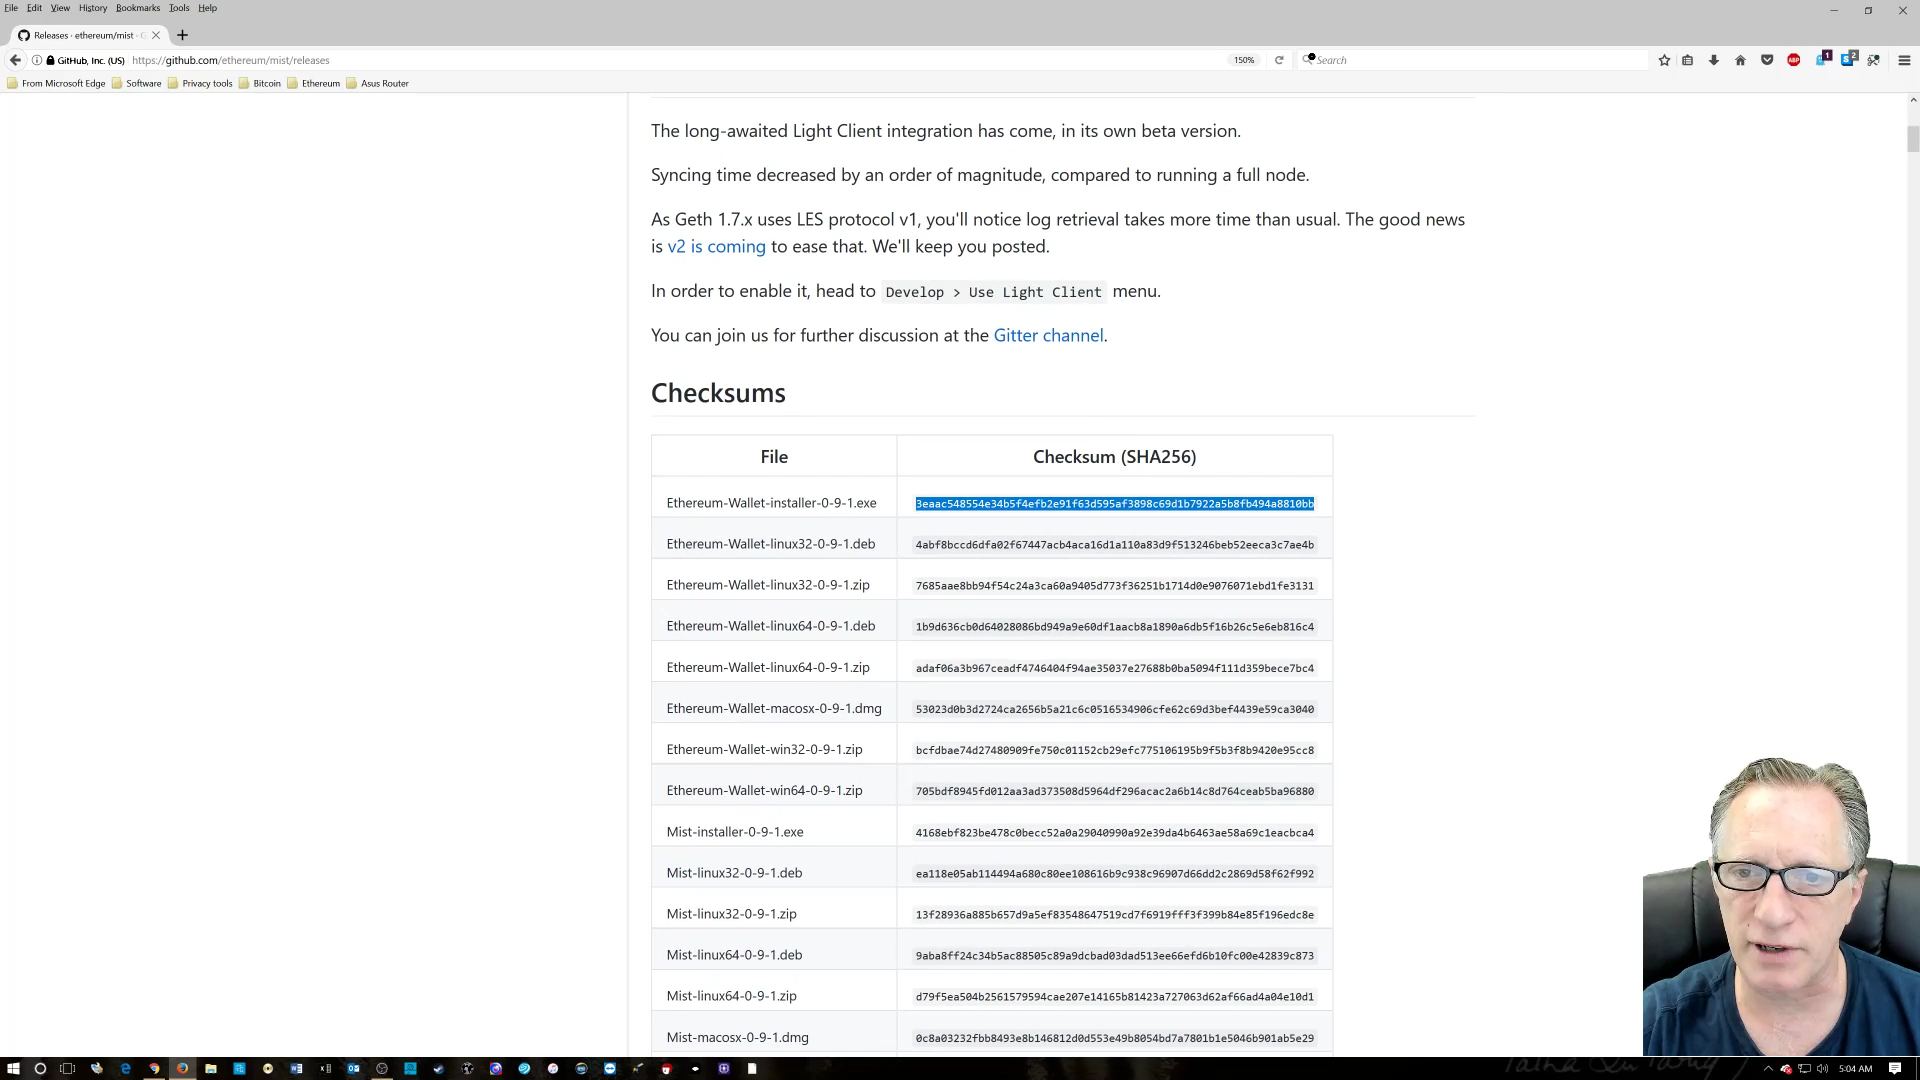 File Edit View History Bookmarks Tools Help
Releases · ethereum/mist · G
GitHub, Inc. (US) https://github.com/ethereum/mist/releases 150% Search 1 2
From Microsoft Edge Software Privacy tools Bitcoin Ethereum Asus Router
The long-awaited Light Client integration has come, in its own beta version.
Syncing time decreased by an order of magnitude, compared to running a full node.
As Geth 1.7.x uses LES protocol v1, you'll notice log retrieval takes more time than usual. The good news
is v2 is coming to ease that. We'll keep you posted.
In order to enable it, head to Develop > Use Light Client menu.
You can join us for further discussion at the Gitter channel.
Checksums
File Checksum (SHA256)
Ethereum-Wallet-installer-0-9-1.exe 3eaac548554e34b5f4efb2e91f63d595af3898c69d1b7922a5b8fb494a8810bb
Ethereum-Wallet-linux32-0-9-1.deb 4abf8bccd6dfa02f67447acb4aca16d1a110a83d9f513246beb52eeca3c7ae4b
Ethereum-Wallet-linux32-0-9-1.zip 7685aae8bb94f54c24a3ca60a9405d773f36251b1714d0e9076071ebd1fe3131
Ethereum-Wallet-linux64-0-9-1.deb 1b9d636cb0d64028086bd949a9e60df1aacb8a1890a6db5f16b26c5e6eb816c4
Ethereum-Wallet-linux64-0-9-1.zip adaf06a3b967ceadf4746404f94ae35037e27688b0ba5094f111d359bece7bc4
Ethereum-Wallet-macosx-0-9-1.dmg 53023d0b3d2724ca2656b5a21c6c0516534906cfe62c69d3bef4439e59ca3040
Ethereum-Wallet-win32-0-9-1.zip bcfdbae74d27480909fe750c01152cb29efc775106195b9f5b3f8b9420e95cc8
Ethereum-Wallet-win64-0-9-1.zip 705bdf8945fd012aa3ad373508d5964df296acac2a6b14c8d764ceab5ba96880
Mist-installer-0-9-1.exe 4168ebf823be478c0becc52a0a29040990a92e39da4b6463ae58a69c1eacbca4
Mist-linux32-0-9-1.deb ea118e05ab114494a680c80ee108616b9c938c96907d66dd2c2869d58f62f992
Mist-linux32-0-9-1.zip 13f28936a885b657d9a5ef83548647519cd7f6919fff3f399b84e85f196edc8e
Mist-linux64-0-9-1.deb 9aba8ff24c34b5ac88505c89a9dcbad03dad513ee66efd6b10fc00e42839c873
Mist-linux64-0-9-1.zip d79f5ea504b2561579594cae207e14165b81423a727063d62af66ad4a04e10d1
Mist-macosx-0-9-1.dmg 0c8a03232fbb8493e8b146812d0d553e49b8054bd7a7801b1e5046b901ab5e29
5:04 AM